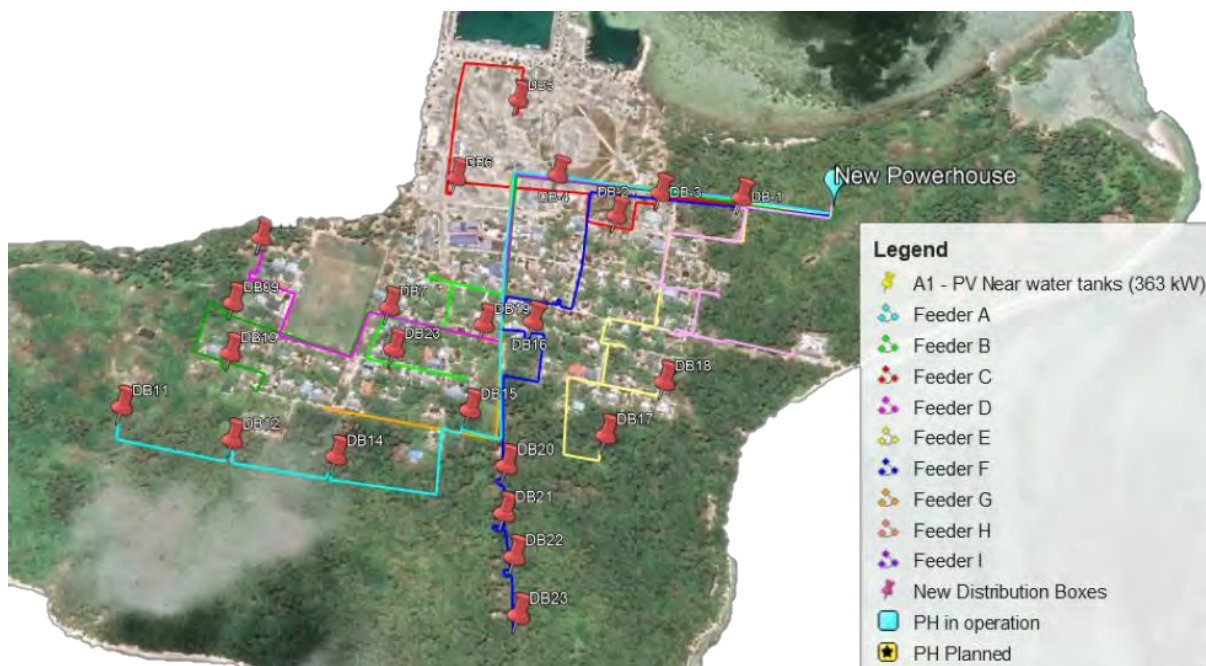 DB5
DB6
New Powerhouse
DB4
DB-2
DB-3
DB-1
DB09
DB7
DB19
DB16
DB10
DB23
DB18
DB11
DB15
DB12
DB14
DB17
DB20
DB21
DB22
DB23
Legend
A1 - PV Near water tanks (363 kW)
Feeder A
Feeder B
Feeder C
Feeder D
Feeder E
Feeder F
Feeder G
Feeder H
Feeder I
New Distribution Boxes
PH in operation
PH Planned